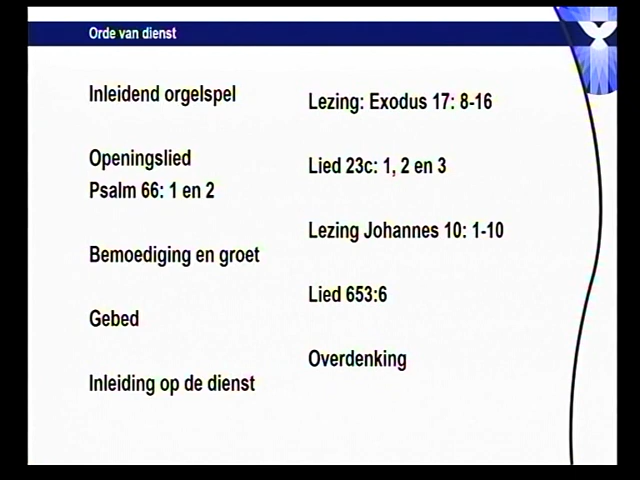 Orde van dienst
Inleidend orgelspel
Openingslied
Psalm 66: 1 en 2
Bemoediging en groet
Gebed
Inleiding op de dienst
Lezing: Exodus 17: 8-16
Lied 23c: 1, 2 en 3
Lezing Johannes 10: 1-10
Lied 653:6
Overdenking